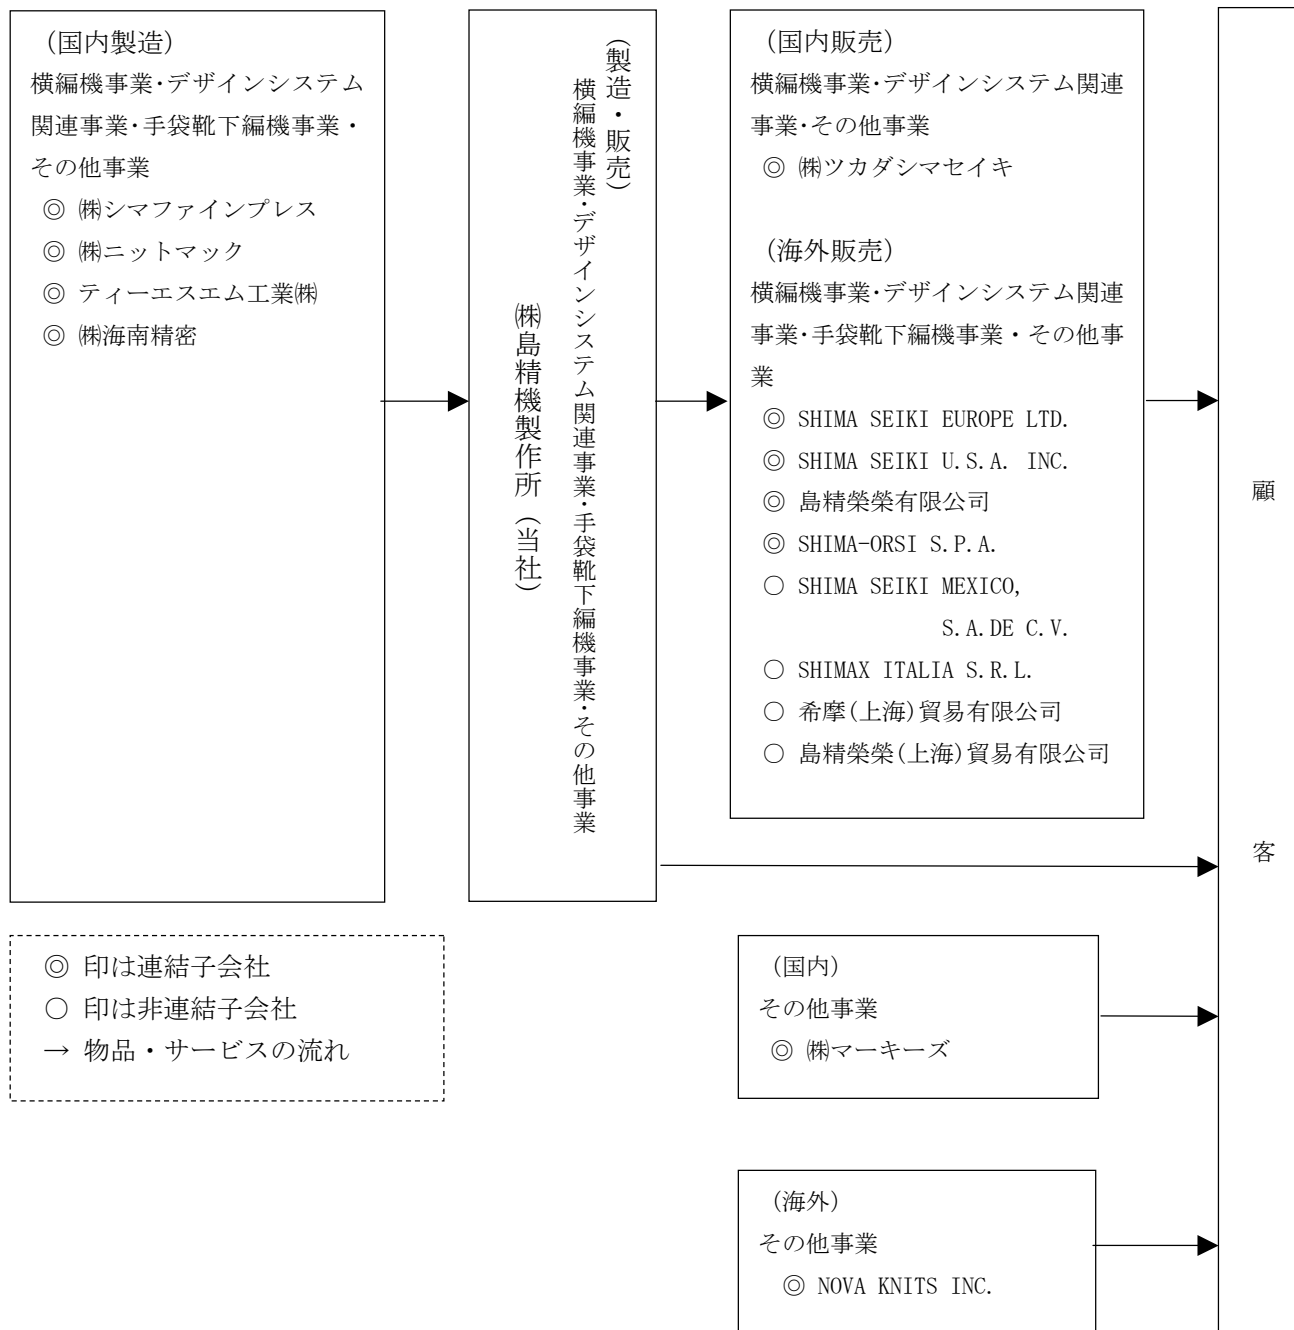 （国内製造）
横編機事業･デザインシステム
関連事業･手袋靴下編機事業・
その他事業
◎ ㈱シマファインプレス
◎ ㈱ニットマック
◎ ティーエスエム工業㈱
◎ ㈱海南精密
（製造・販売）
横編機事業・デザインシステム関連事業・手袋靴下編機事業・その他事業
㈱島精機製作所（当社）
（国内販売）
横編機事業･デザインシステム関連
事業･その他事業
◎ ㈱ツカダシマセイキ
（海外販売）
横編機事業･デザインシステム関連
事業･手袋靴下編機事業・その他事
業
◎ SHIMA SEIKI EUROPE LTD.
◎ SHIMA SEIKI U.S.A. INC.
◎ 島精榮榮有限公司
◎ SHIMA-ORSI S.P.A.
○ SHIMA SEIKI MEXICO,
S.A.DE C.V.
○ SHIMAX ITALIA S.R.L.
○ 希摩(上海)貿易有限公司
○ 島精榮榮(上海)貿易有限公司
顧客
◎ 印は連結子会社
○ 印は非連結子会社
→ 物品・サービスの流れ
（国内）
その他事業
◎ ㈱マーキーズ
（海外）
その他事業
◎ NOVA KNITS INC.